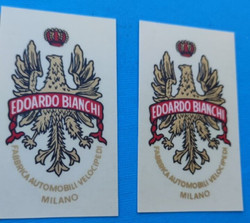 EDOARDO BIANCHI
FABBRICA AUTOMOBILI VELOCIPEDI
MILANO
EDOARDO BIANCHI
FABBRICA AUTOMOBILI VELOCIPEDI
MILANO